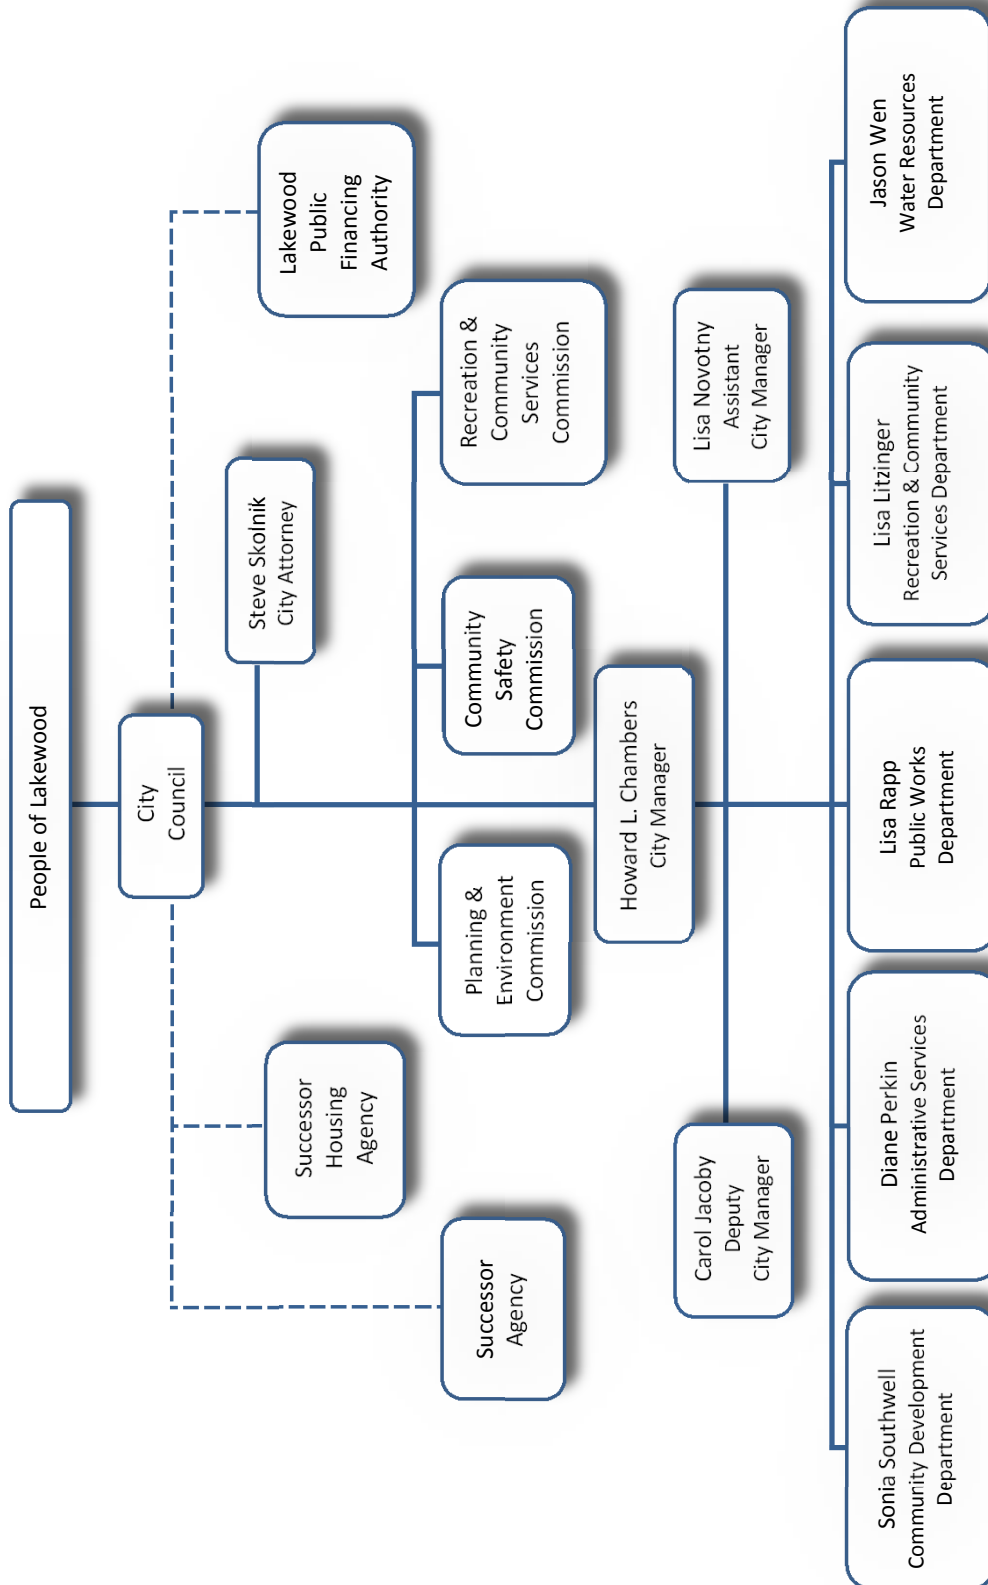 People of Lakewood
City
Council
Steve Skolnik
City Attorney
Successor
Housing
Agency
Lakewood
Public
Financing
Authority
Successor
Agency
Planning &
Environment
Commission
Community
Safety
Commission
Recreation &
Community
Services
Commission
Howard L. Chambers
City Manager
Carol Jacoby
Deputy
City Manager
Lisa Novotny
Assistant
City Manager
Sonia Southwell
Community Development
Department
Diane Perkin
Administrative Services
Department
Lisa Rapp
Public Works
Department
Lisa Litzinger
Recreation & Community
Services Department
Jason Wen
Water Resources
Department